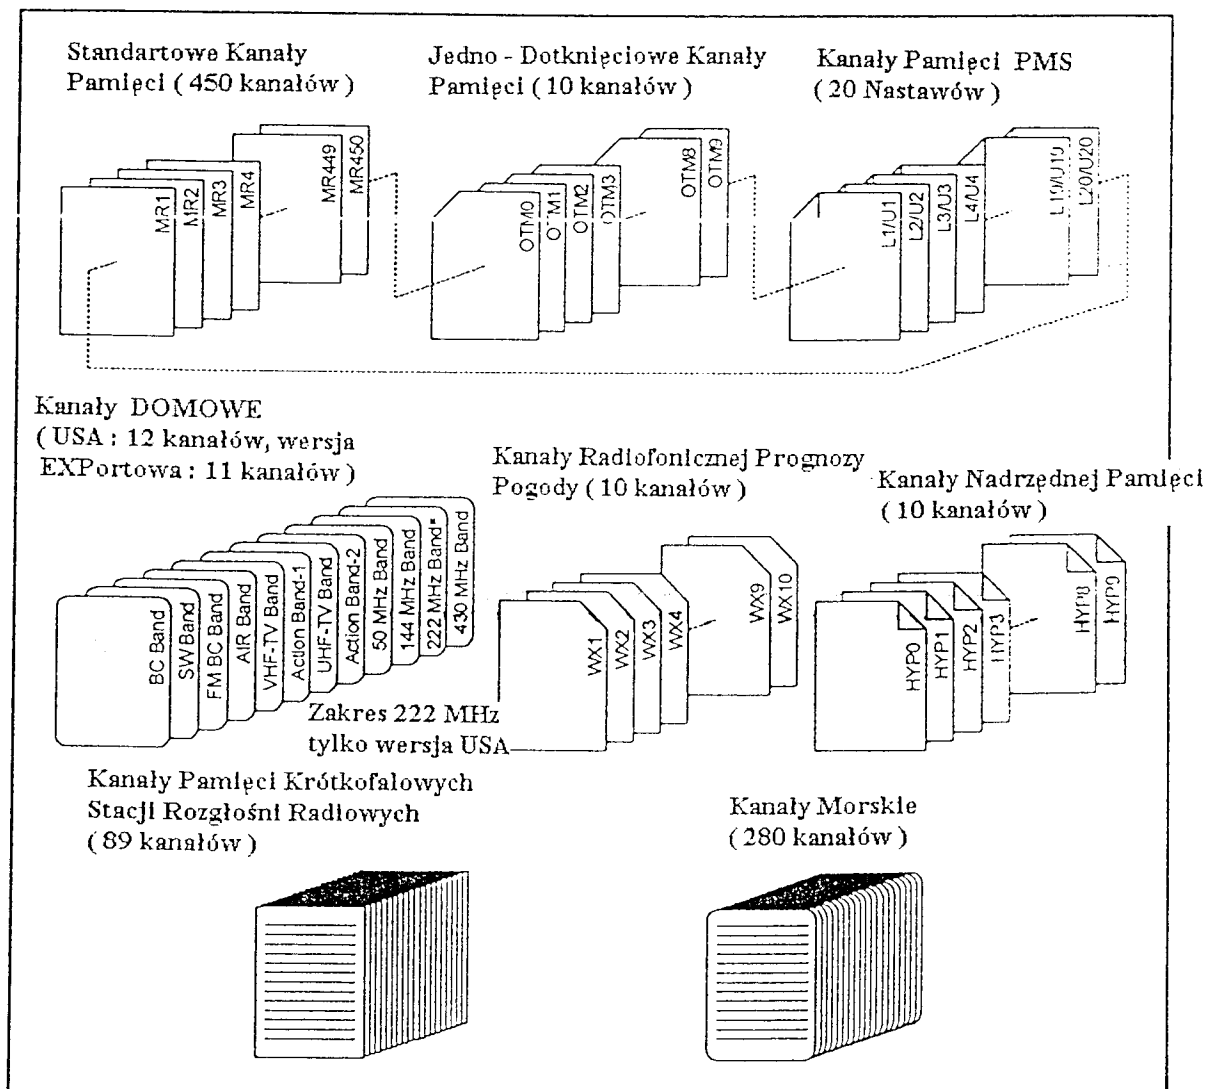 Standartowe Kanały
Pamięci ( 450 kanałów )
Jedno - Dotknięciowe Kanały
Pamięci ( 10 kanałów )
Kanały Pamięci PMS
( 20 Nastawów )
MR1
MR2
MR3
MR4
MR449
MR450
OTM0
OTM1
OTM2
OTM3
OTM8
OTM9
L1/U1
L2/U2
L3/U3
L4/U4
L19/U19
L20/U20
Kanały DOMOWE
( USA : 12 kanałów, wersja
EXPortowa : 11 kanałów )
Kanały Radiofonicznej Prognozy
Pogody ( 10 kanałów )
Kanały Nadrzędnej Pamięci
( 10 kanałów )
BC Band
SW Band
FM BC Band
AIR Band
VHF-TV Band
Action Band-1
UHF-TV Band
Action Band-2
50 MHz Band
144 MHz Band
222 MHz Band*
430 MHz Band
WX1
WX2
WX3
WX4
WX9
WX10
HYP0
HYP1
HYP2
HYP3
HYP8
HYP9
Zakres 222 MHz
tylko wersja USA
Kanały Pamięci Krótkofalowych
Stacji Rozgłośni Radiowych
( 89 kanałów )
Kanały Morskie
( 280 kanałów )